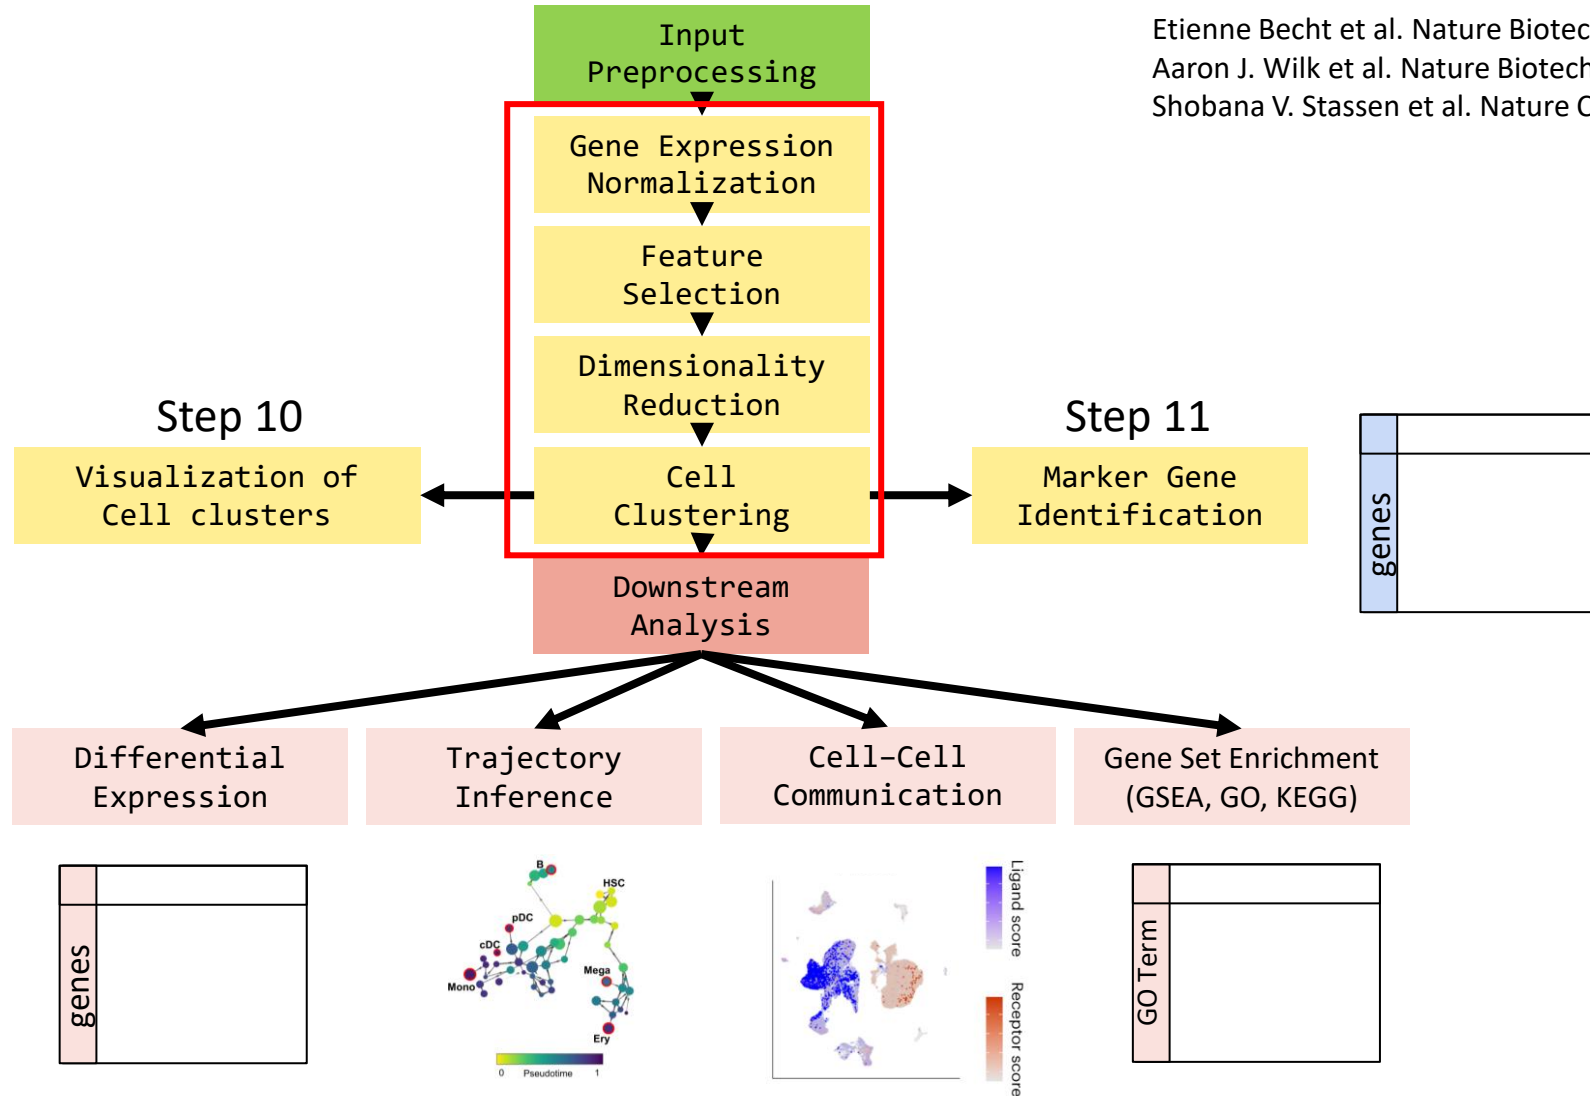 Input
Preprocessing
Etienne Becht et al. Nature Biotec
Aaron J. Wilk et al. Nature Biotech
Shobana V. Stassen et al. Nature C
Gene Expression
Normalization
Feature
Selection
Dimensionality
Reduction
Step 10
Visualization of
Cell clusters
Cell
Clustering
Step 11
Marker Gene
Identification
genes
Downstream
Analysis
Differential
Expression
Trajectory
Inference
Cell–Cell
Communication
Gene Set Enrichment
(GSEA, GO, KEGG)
genes
B
HSC
pDC
cDC
Mono
Mega
Ery
0 Pseudotime 1
Ligand score
Receptor score
GO Term